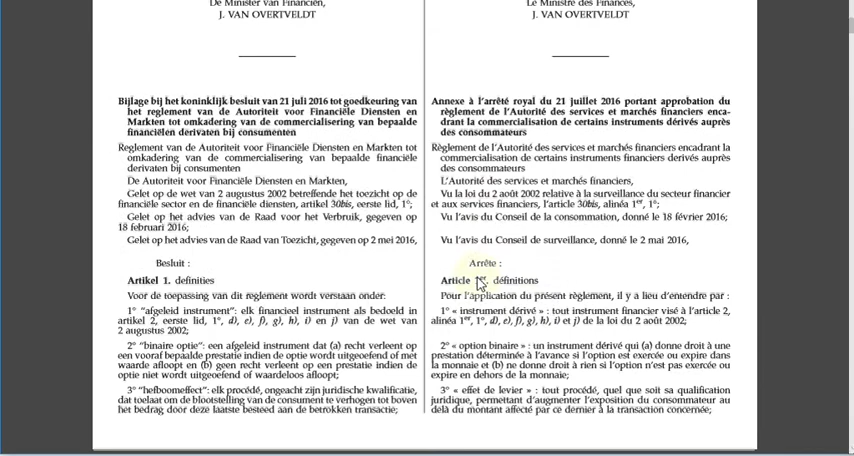 De Minister van Financiën,
J. VAN OVERTVELDT
Bijlage bij het koninklijk besluit van 21 juli 2016 tot goedkeuring van
het reglement van de Autoriteit voor Financiële Diensten en
Markten tot omkadering van de commercialisering van bepaalde
financiëlen derivaten bij consumenten
Reglement van de Autoriteit voor Financiële Diensten en Markten tot
omkadering van de commercialisering van bepaalde financiële
derivaten bij consumenten
De Autoriteit voor Financiële Diensten en Markten,
Gelet op de wet van 2 augustus 2002 betreffende het toezicht op de
financiële sector en de financiële diensten, artikel 30bis, eerste lid, 1°;
Gelet op het advies van de Raad voor het Verbruik, gegeven op
18 februari 2016;
Gelet op het advies van de Raad van Toezicht, gegeven op 2 mei 2016,
Besluit :
Artikel 1. definities
Voor de toepassing van dit reglement wordt verstaan onder:
1° “afgeleid instrument”: elk financieel instrument als bedoeld in
artikel 2, eerste lid, 1°, d), e), f), g), h), i) en j) van de wet van
2 augustus 2002;
2° “binaire optie”: een afgeleid instrument dat (a) recht verleent op
een vooraf bepaalde prestatie indien de optie wordt uitgeoefend of met
waarde afloopt en (b) geen recht verleent op een prestatie indien de
optie niet wordt uitgeoefend of waardeloos afloopt;
3° “hefboomeffect”: elk procédé, ongeacht zijn juridische kwalificatie,
dat toelaat om de blootstelling van de consument te verhogen tot boven
het bedrag door deze laatste besteed aan de betrokken transactie;
Le Ministre des Finances,
J. VAN OVERTVELDT
Annexe à l’arrêté royal du 21 juillet 2016 portant approbation du
règlement de l’Autorité des services et marchés financiers enca-
drant la commercialisation de certains instruments dérivés auprès
des consommateurs
Règlement de l’Autorité des services et marchés financiers encadrant la
commercialisation de certains instruments financiers derivés auprès
des consommateurs
L’Autorité des services et marchés financiers,
Vu la loi du 2 août 2002 relative à la surveillance du secteur financier
et aux services financiers, l’article 30bis, alinéa 1er, 1°;
Vu l’avis du Conseil de la consommation, donné le 18 février 2016;
Vu l’avis du Conseil de surveillance, donné le 2 mai 2016,
Arrête :
Article 1er. définitions
Pour l’application du présent règlement, il y a lieu d’entendre par :
1° « instrument dérivé » : tout instrument financier visé à l’article 2,
alinéa 1er, 1°, d), e), f), g), h), i) et j) de la loi du 2 août 2002;
2° « option binaire » : un instrument dérivé qui (a) donne droit à une
prestation déterminée à l’avance si l’option est exercée ou expire dans
la monnaie et (b) ne donne droit à rien si l’option n’est pas exercée ou
expire en dehors de la monnaie;
3° « effet de levier » : tout procédé, quel que soit sa qualification
juridique, permettant d’augmenter l’exposition du consommateur au
delà du montant affecté par ce dernier à la transaction concernée;